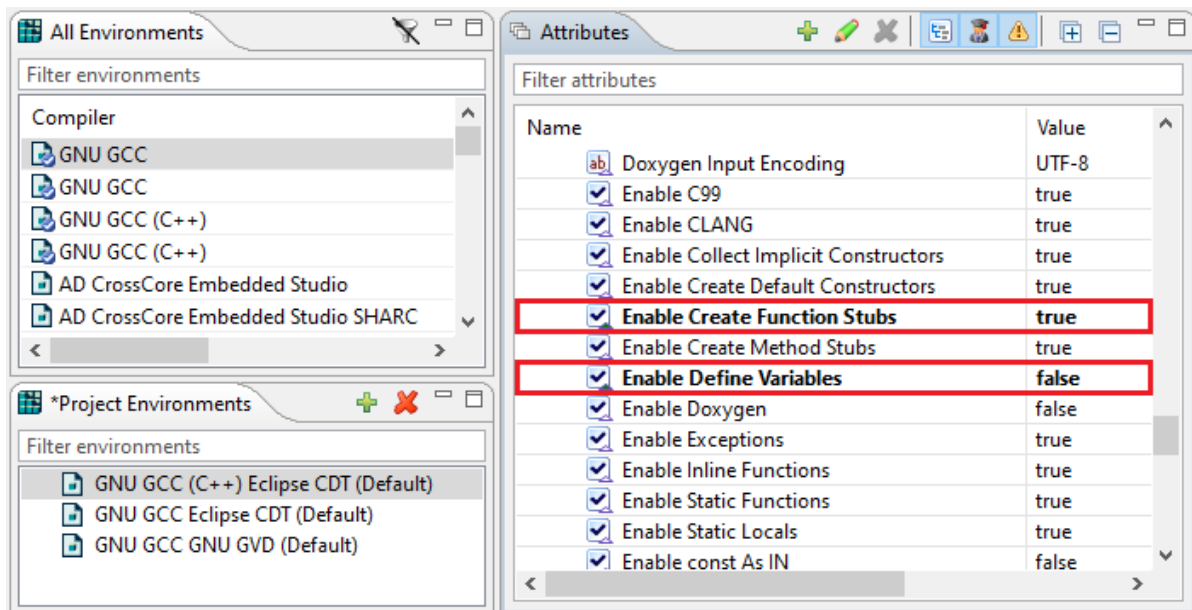 All Environments
Filter environments
Compiler
GNU GCC
GNU GCC
GNU GCC (C++)
GNU GCC (C++)
AD CrossCore Embedded Studio
AD CrossCore Embedded Studio SHARC
*Project Environments
Filter environments
GNU GCC (C++) Eclipse CDT (Default)
GNU GCC Eclipse CDT (Default)
GNU GCC GNU GVD (Default)
Attributes
Filter attributes
Name Value
ab Doxygen Input Encoding UTF-8
Enable C99 true
Enable CLANG true
Enable Collect Implicit Constructors true
Enable Create Default Constructors true
Enable Create Function Stubs true
Enable Create Method Stubs true
Enable Define Variables false
Enable Doxygen false
Enable Exceptions true
Enable Inline Functions true
Enable Static Functions true
Enable Static Locals true
Enable const As IN false